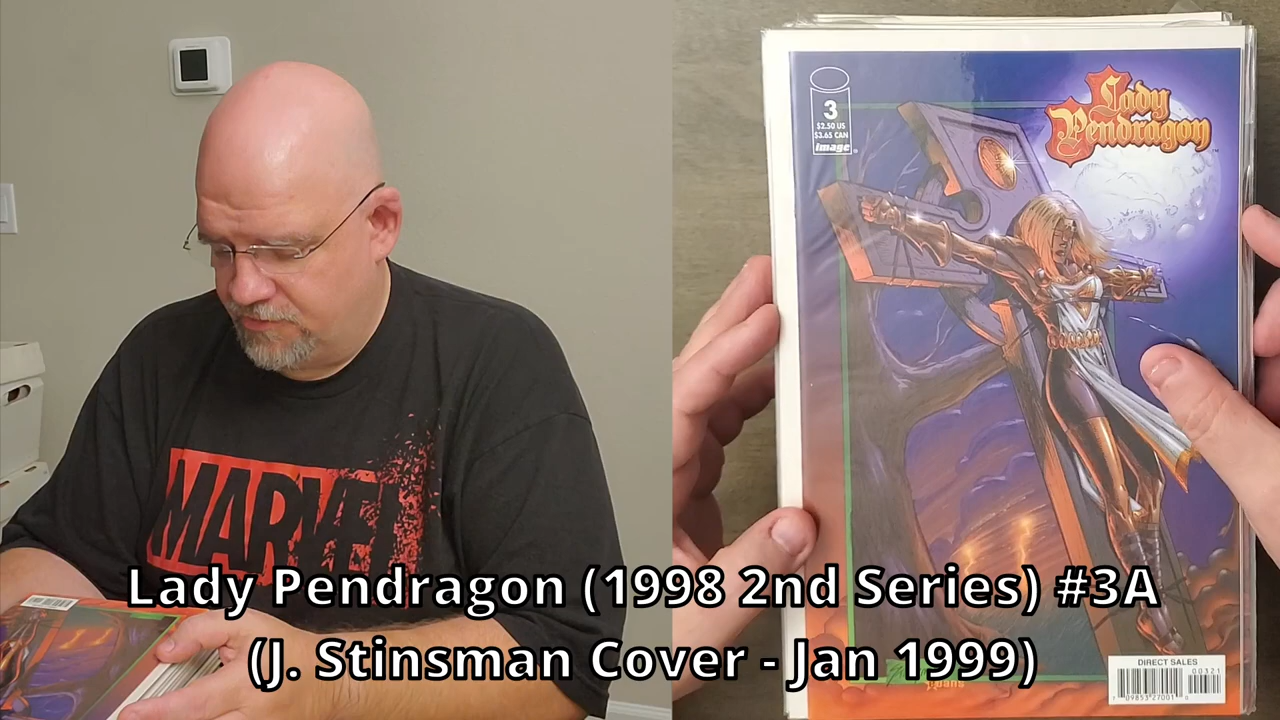 MARVEL
3
$2.50 US
$3.65 CAN
image
Lady
Pendragon
DIRECT SALES
00321
Lady Pendragon (1998 2nd Series) #3A
(J. Stinsman Cover - Jan 1999)